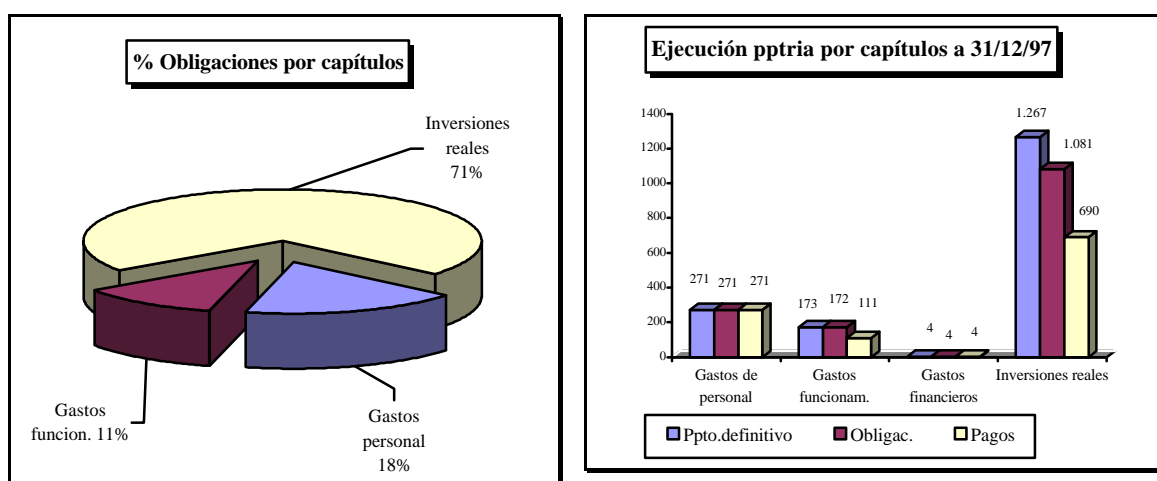 % Obligaciones por capítulos
Inversiones
reales
71%
Gastos
funcion. 11%
Gastos
personal
18%
Ejecución pptria por capítulos a 31/12/97
1400
1200
1000
800
600
400
200
0
271 271 271
173 172 111
4 4 4
1.267 1.081 690
Gastos de
personal
Gastos
funcionam.
Gastos
financieros
Inversiones reales
Ppto.definitivo Obligac. Pagos